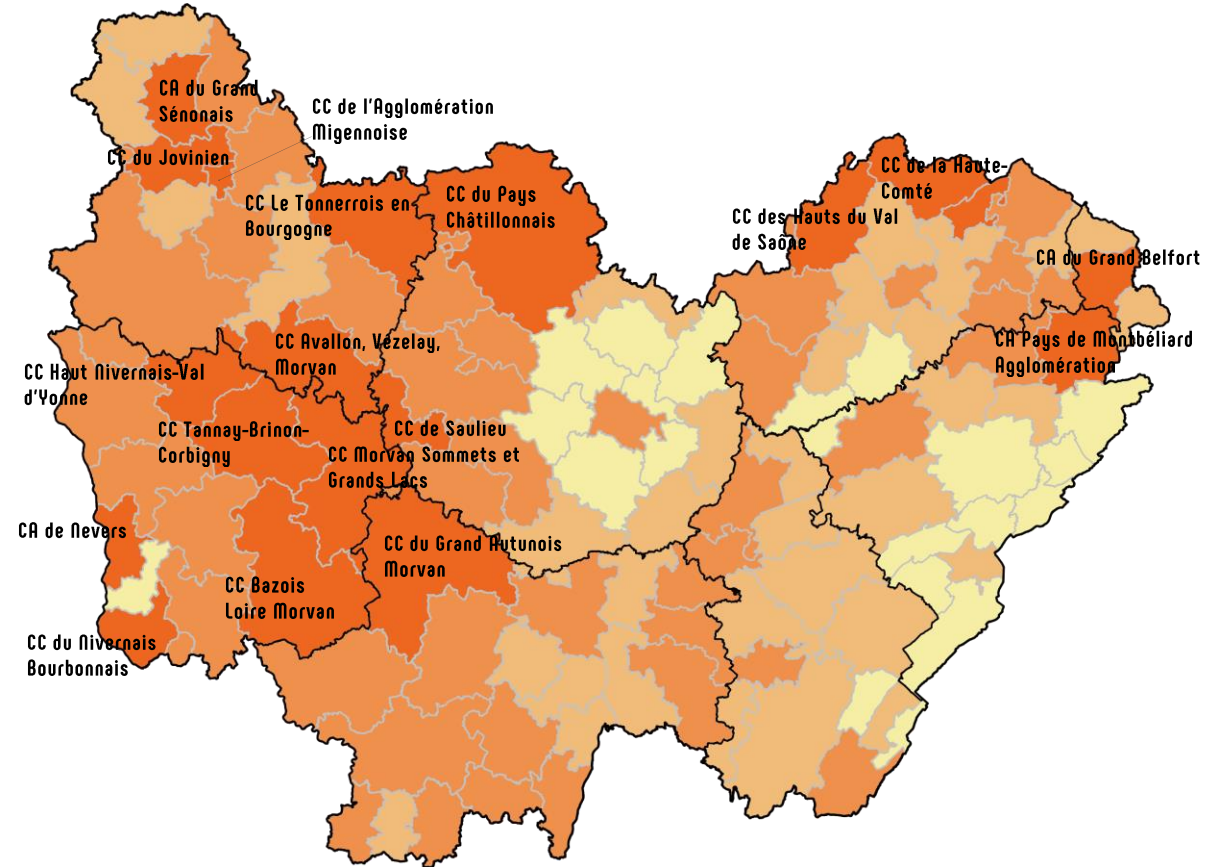 CA du Grand
Sénonais
CC de l'Agglomération
Migennoise
CC du Jovinien
CC de la Haute-
Comté
CC Le Tonnerrois en
Bourgogne
CC du Pays
Châtillonnais
CC des Hauts du Val
de Saône
CA du Grand Belfort
CC Avallon, Vézelay,
Morvan
CA Pays de Montbéliard
Agglomération
CC Haut Nivernais-Val
d'Yonne
CC Tannay-Brinon-
Corbigny
CC de Saulieu
CC Morvan Sommets et
Grands Lacs
CA de Nevers
CC du Grand Autunois
Morvan
CC Bazois
Loire Morvan
CC du Nivernais
Bourbonnais